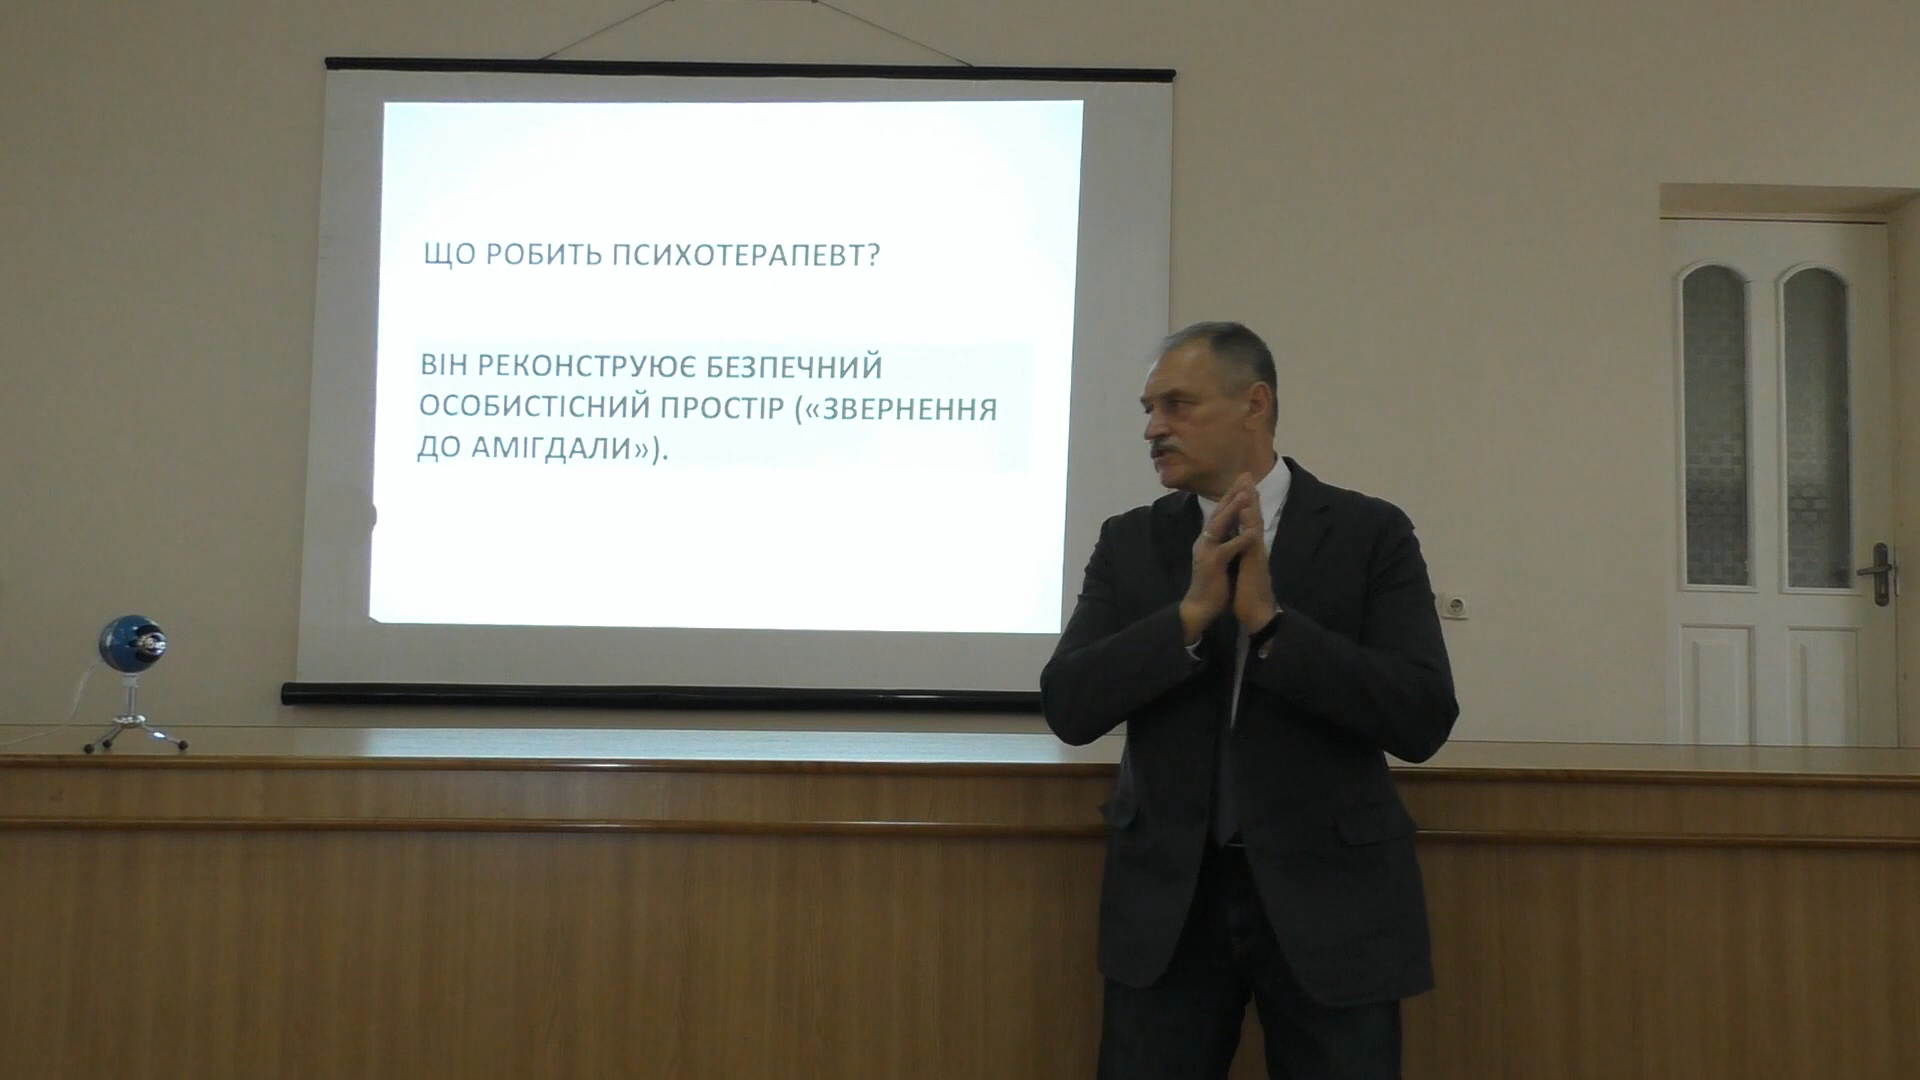 ЩО РОБИТЬ ПСИХОТЕРАПЕВТ?
ВІН РЕКОНСТРУЮЄ БЕЗПЕЧНИЙ
ОСОБИСТІСНИЙ ПРОСТІР («ЗВЕРНЕННЯ
ДО АМІГДАЛИ»).